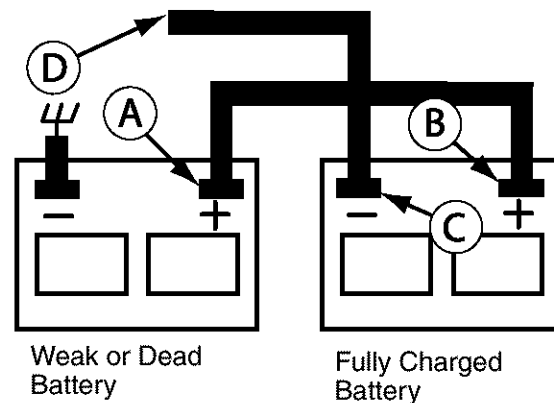 D
A
B
− + − C +
Weak or Dead
Battery
Fully Charged
Battery